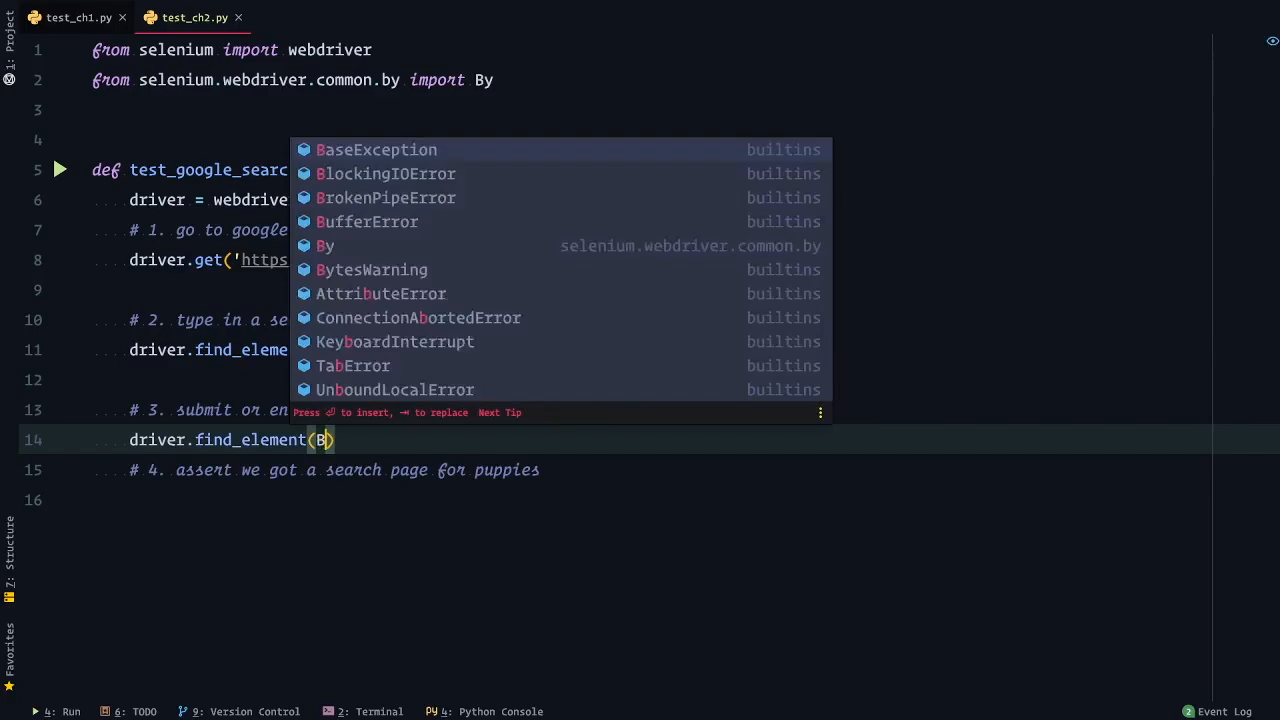 test_ch1.py
test_ch2.py
1: Project
1 from selenium import webdriver
2 from selenium.webdriver.common.by import By
3
4
5 def test_google_searc
6 driver = webdrive
7 # 1. go to google
8 driver.get('https
9
10 # 2. type in a se
11 driver.find_eleme
12
13 # 3. submit or en
14 driver.find_element(B)
15 # 4. assert we got a search page for puppies
16
BaseException builtins
BlockingIOError builtins
BrokenPipeError builtins
BufferError builtins
By selenium.webdriver.common.by
BytesWarning builtins
AttributeError builtins
ConnectionAbortedError builtins
KeyboardInterrupt builtins
TabError builtins
UnboundLocalError builtins
Press ⏎ to insert, ⇥ to replace Next Tip
7: Structure
Favorites
4: Run 6: TODO 9: Version Control 2: Terminal 4: Python Console 2 Event Log